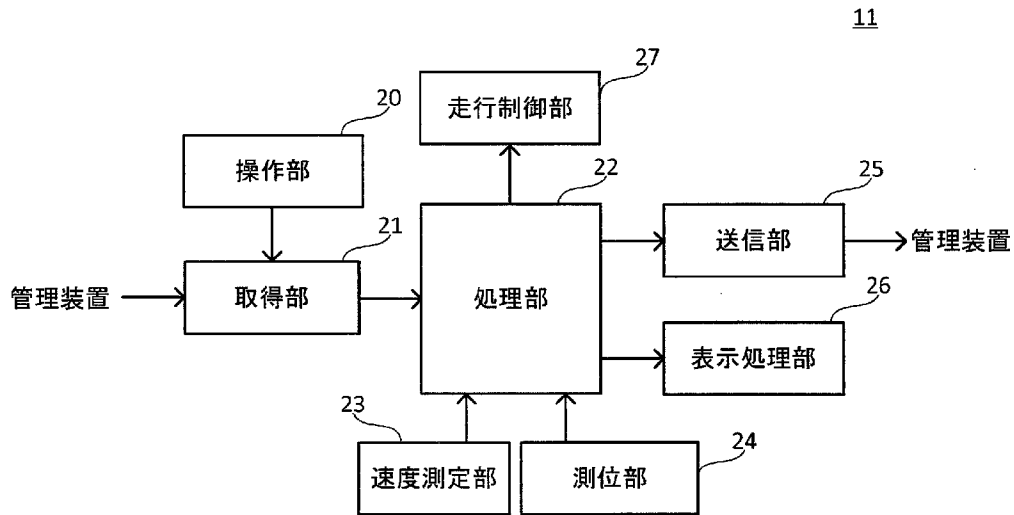 11
27
走行制御部
20
操作部
22
25
送信部
管理装置
21
管理装置
取得部
処理部
26
表示処理部
23
速度測定部
24
測位部